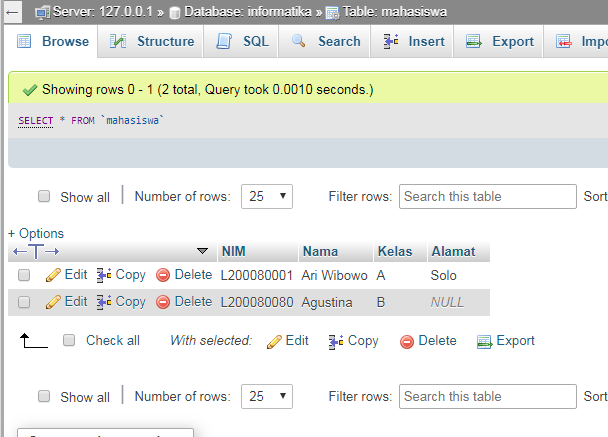 Server: 127.0.0.1 » Database: informatika » Table: mahasiswa
Browse Structure SQL Search Insert Export Impo
Showing rows 0 - 1 (2 total, Query took 0.0010 seconds.)
SELECT * FROM `mahasiswa`
Show all Number of rows: 25 Filter rows: Search this table Sort
+ Options
NIM Nama Kelas Alamat
Edit Copy Delete L200080001 Ari Wibowo A Solo
Edit Copy Delete L200080080 Agustina B NULL
Check all With selected: Edit Copy Delete Export
Show all Number of rows: 25 Filter rows: Search this table Sort